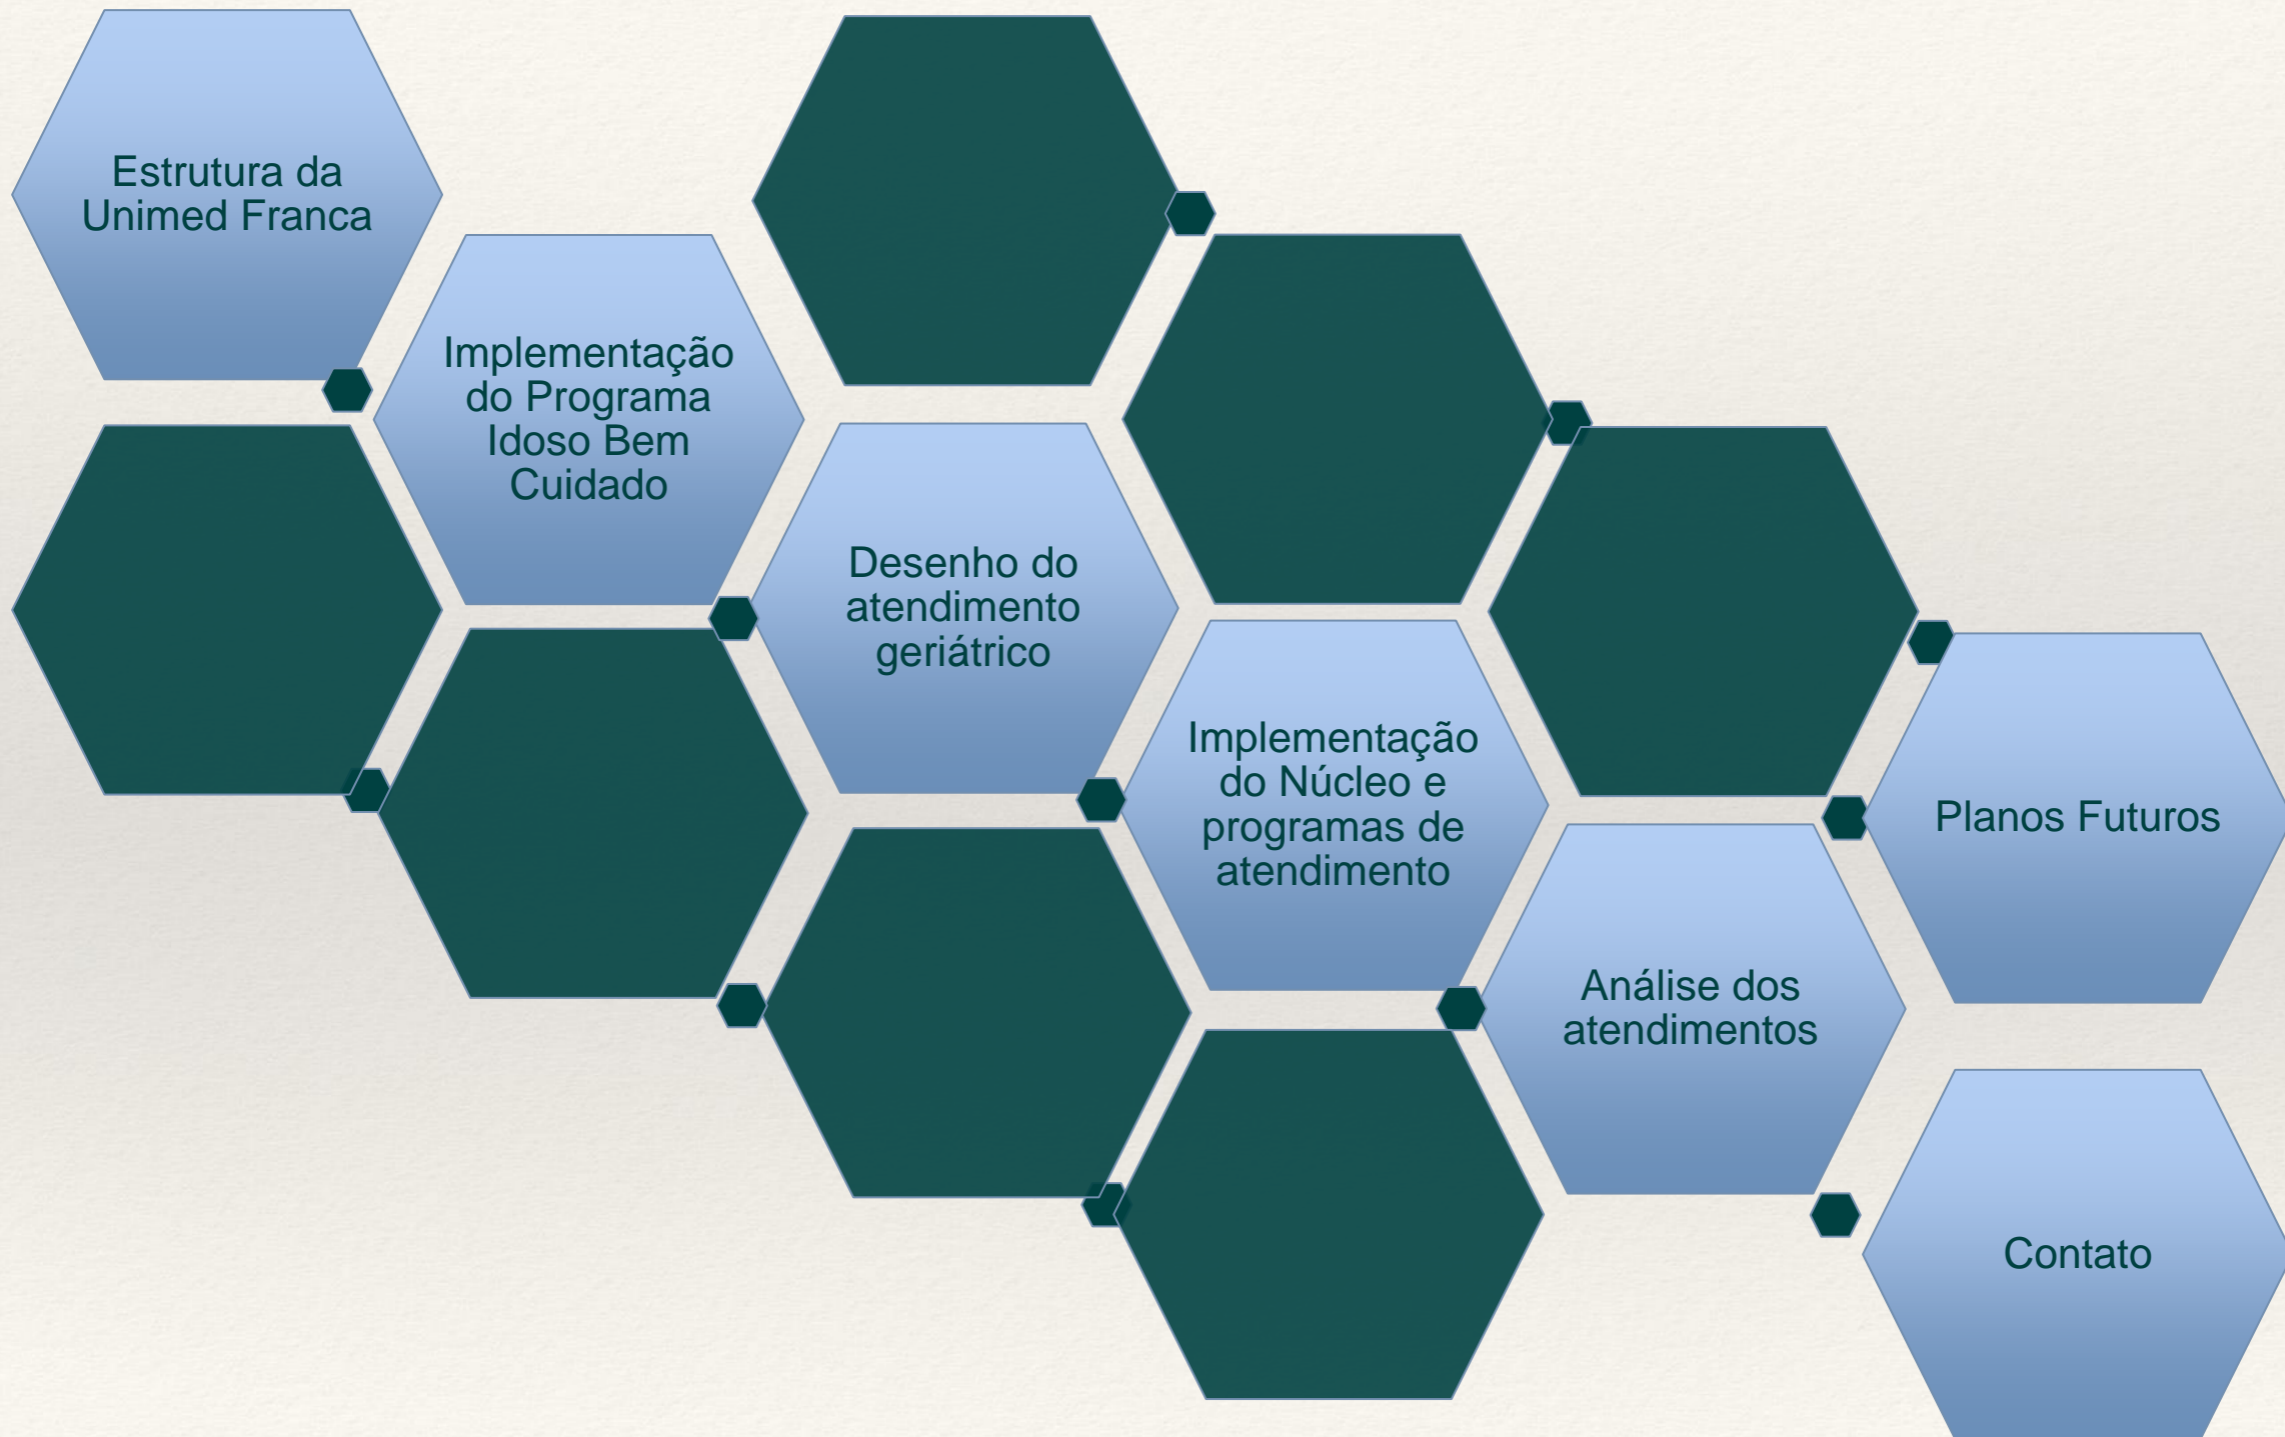 Estrutura da
Unimed Franca
Implementação
do Programa
Idoso Bem
Cuidado
Desenho do
atendimento
geriátrico
Implementação
do Núcleo e
programas de
atendimento
Análise dos
atendimentos
Planos Futuros
Contato